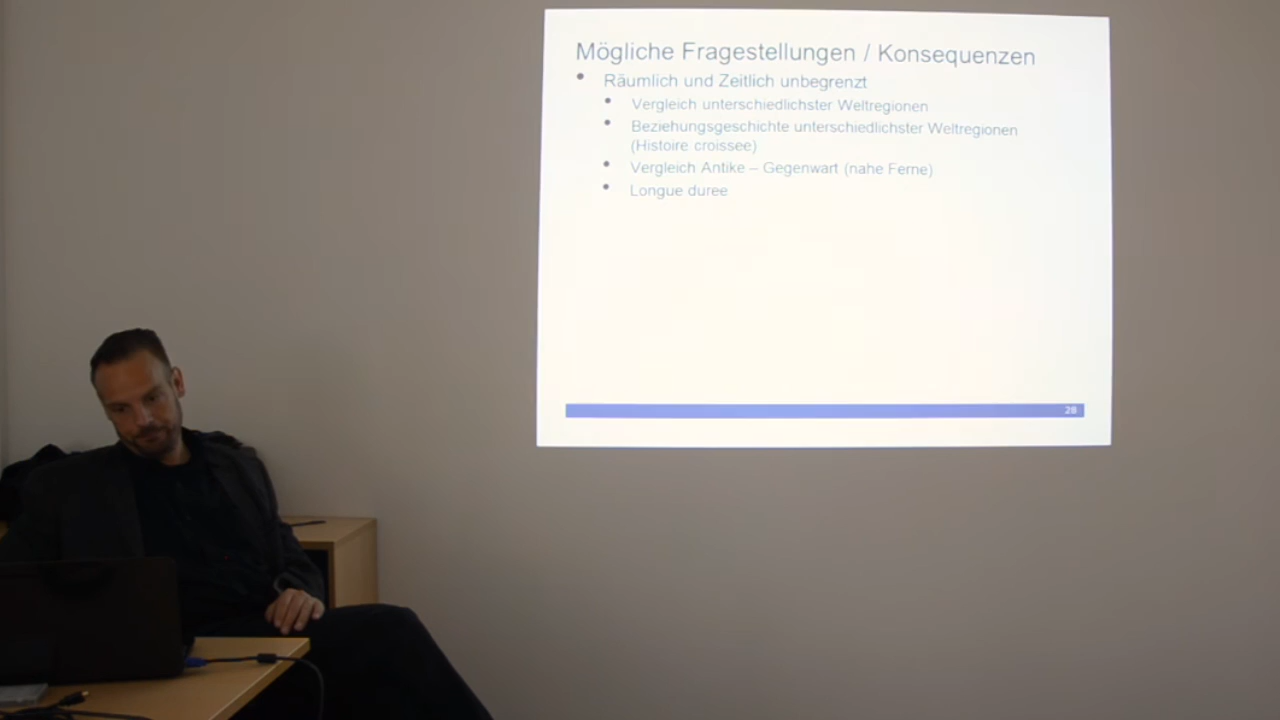 Mögliche Fragestellungen / Konsequenzen
Räumlich und Zeitlich unbegrenzt
Vergleich unterschiedlichster Weltregionen
Beziehungsgeschichte unterschiedlichster Weltregionen
(Histoire croissee)
Vergleich Antike – Gegenwart (nahe Ferne)
Longue duree
28